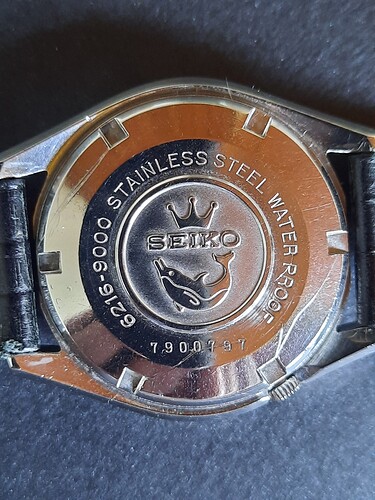 6216-9000 STAINLESS STEEL WATER PROOF
SEIKO
7900797